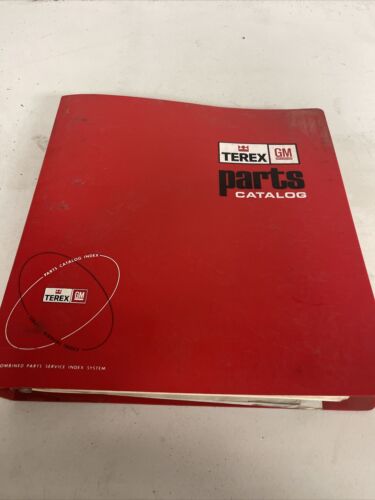 TEREX GM
parts
CATALOG
PARTS CATALOG INDEX
TEREX GM
OMBINED PARTS SERVICE INDEX SYSTEM